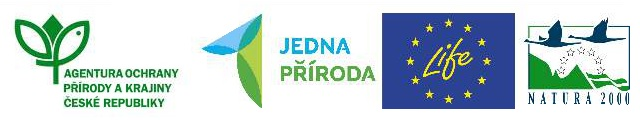 AGENTURA OCHRANY
PŘÍRODY A KRAJINY
ČESKÉ REPUBLIKY
JEDNA
PŘÍRODA
Life
NATURA 2000